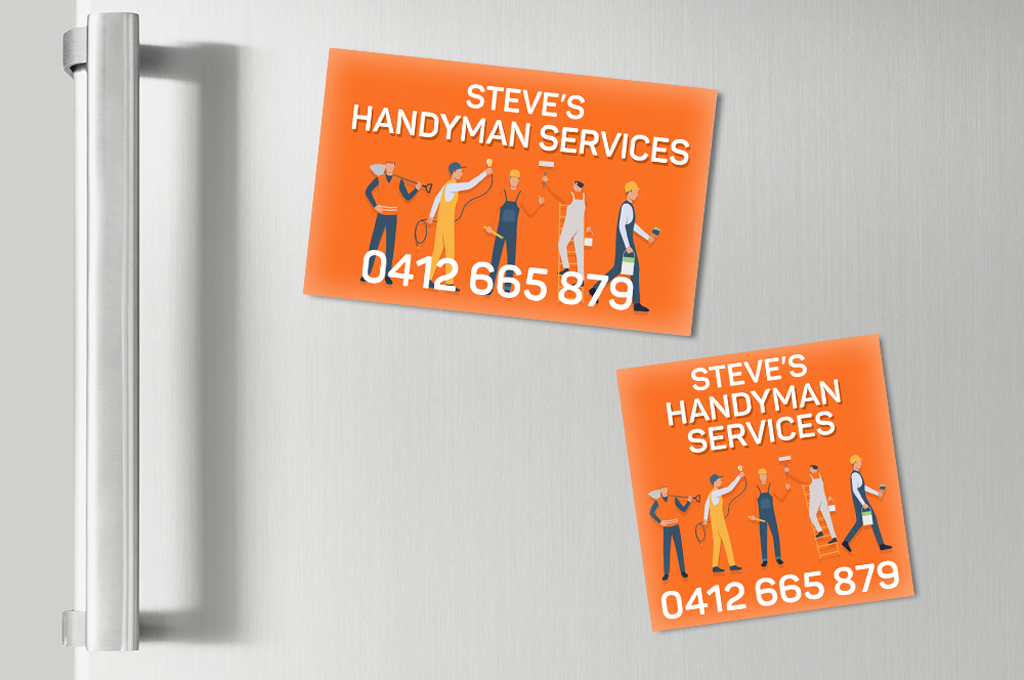 STEVE'S
HANDYMAN SERVICES
0412 665 879
STEVE'S
HANDYMAN
SERVICES
0412 665 879